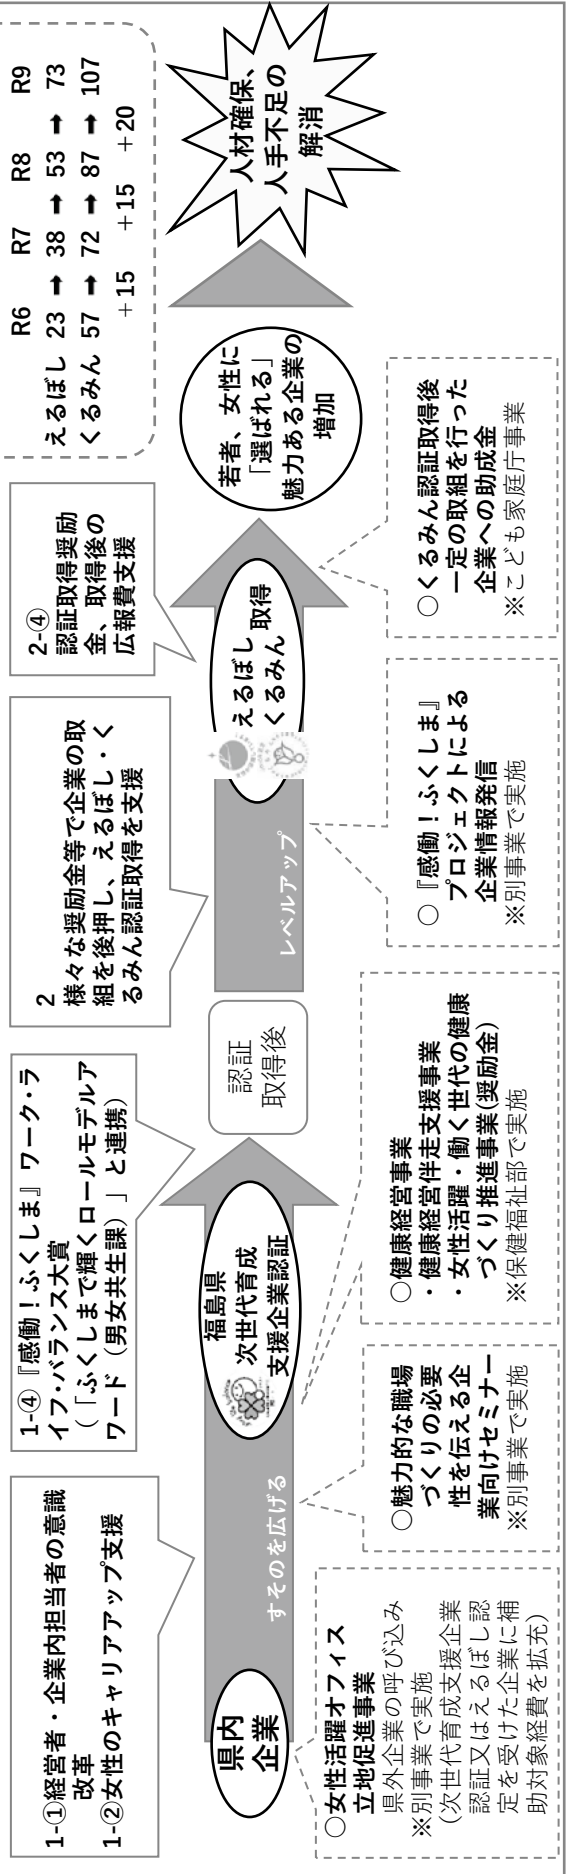 1-①経営者・企業内担当者の意識
改革
1-②女性のキャリアアップ支援
1-④『感動！ふくしま』ワーク・ラ
イフ・バランス大賞
（「ふくしまで輝くロールモデルア
ワード（男女共生課）」と連携）
2
様々な奨励金等で企業の取
組を後押し、えるぼし・く
るみん認証取得を支援
2-④
認証取得奨励
金、取得後の
広報費支援
R6 R7 R8 R9
えるぼし 23 ➡ 38 ➡ 53 ➡ 73
くるみん 57 ➡ 72 ➡ 87 ➡ 107
＋15 ＋15 ＋20
県内
企業
すそのを広げる
福島県
次世代育成
支援企業認証
認証
取得後
レベルアップ
えるぼし
くるみん
取得
若者、女性に
「選ばれる」
魅力ある企業の
増加
人材確保、
人手不足の
解消
○女性活躍オフィス
立地促進事業
県外企業の呼び込み
※別事業で実施
（次世代育成支援企業
認証又はえるぼし認
定を受けた企業に補
助対象経費を拡充）
○魅力的な職場
づくりの必要
性を伝える企
業向けセミナー
※別事業で実施
○健康経営事業
・健康経営伴走支援事業
・女性活躍・働く世代の健康
づくり推進事業(奨励金)
※保健福祉部で実施
○『感動！ふくしま』
プロジェクトによる
企業情報発信
※別事業で実施
○くるみん認証取得後
一定の取組を行った
企業への助成金
※こども家庭庁事業